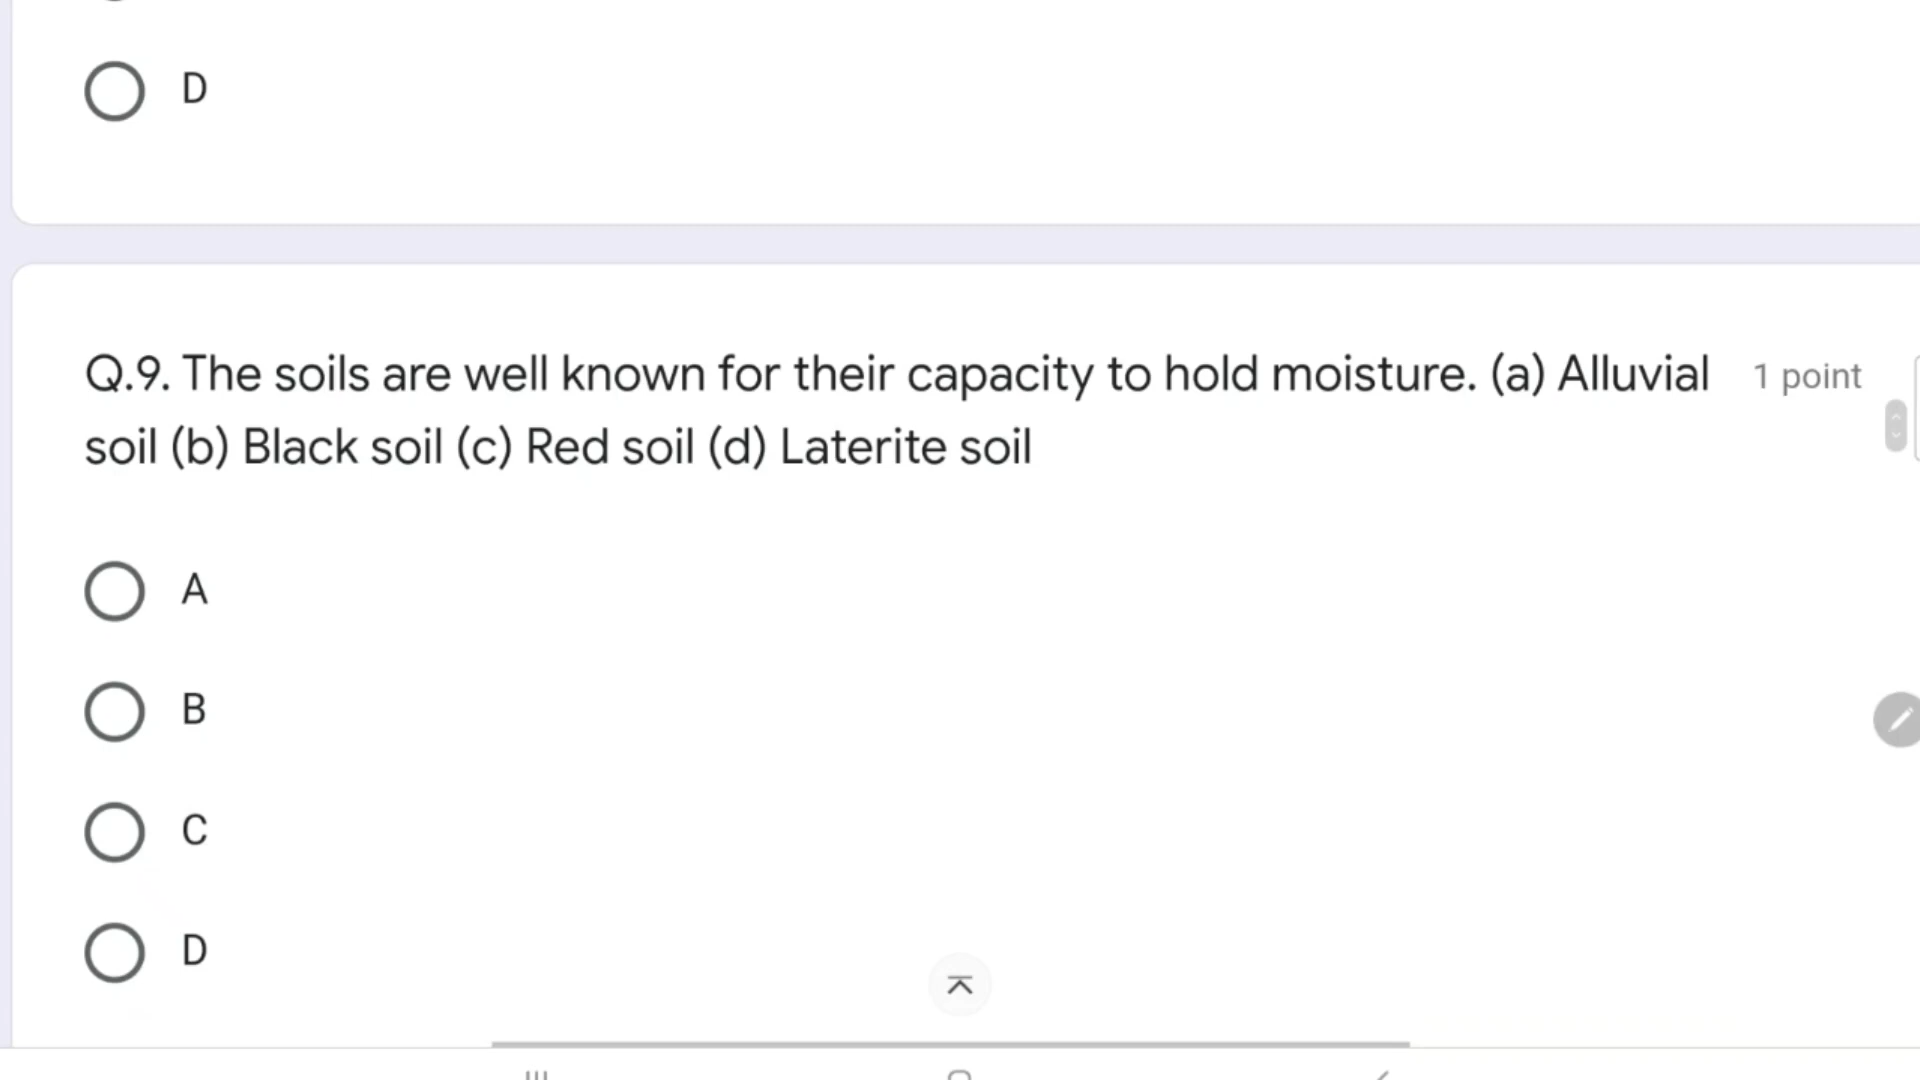 D
Q.9. The soils are well known for their capacity to hold moisture. (a) Alluvial 1 point
soil (b) Black soil (c) Red soil (d) Laterite soil
A
B
C
D